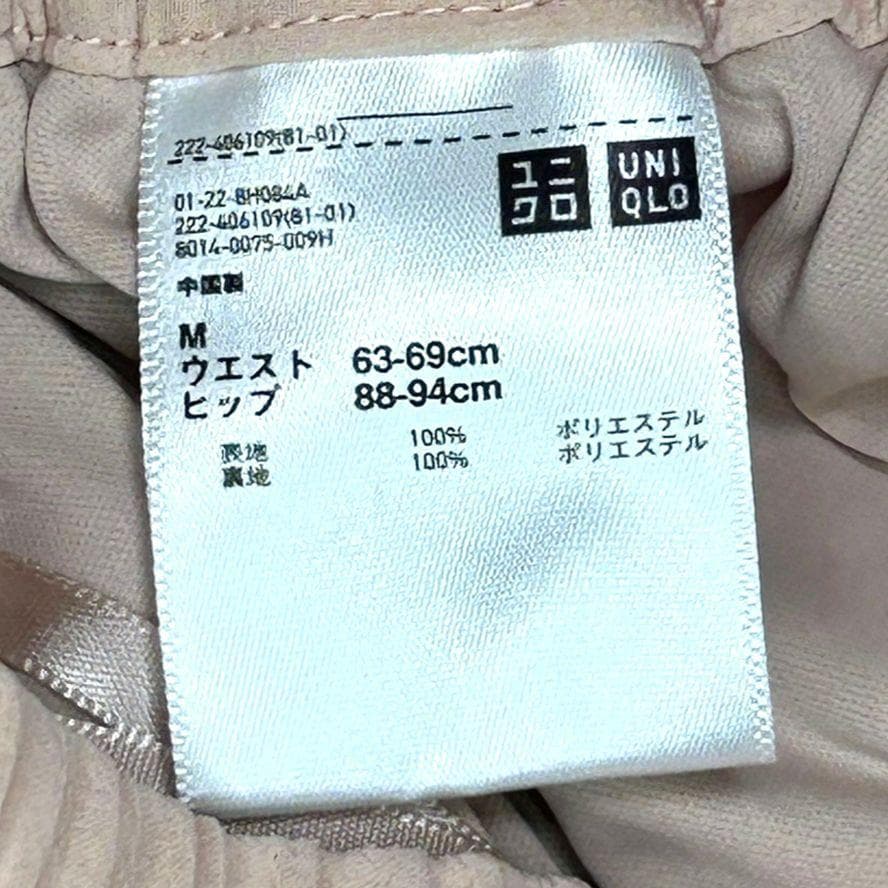 222-406109(81-01)
ユニ
クロ
UNI
QLO
01-22-8H084A
222-406109(81-01)
8014-0075-009H
中国製
M
ウエスト 63-69cm
ヒップ 88-94cm
表地 100% ポリエステル
裏地 100% ポリエステル